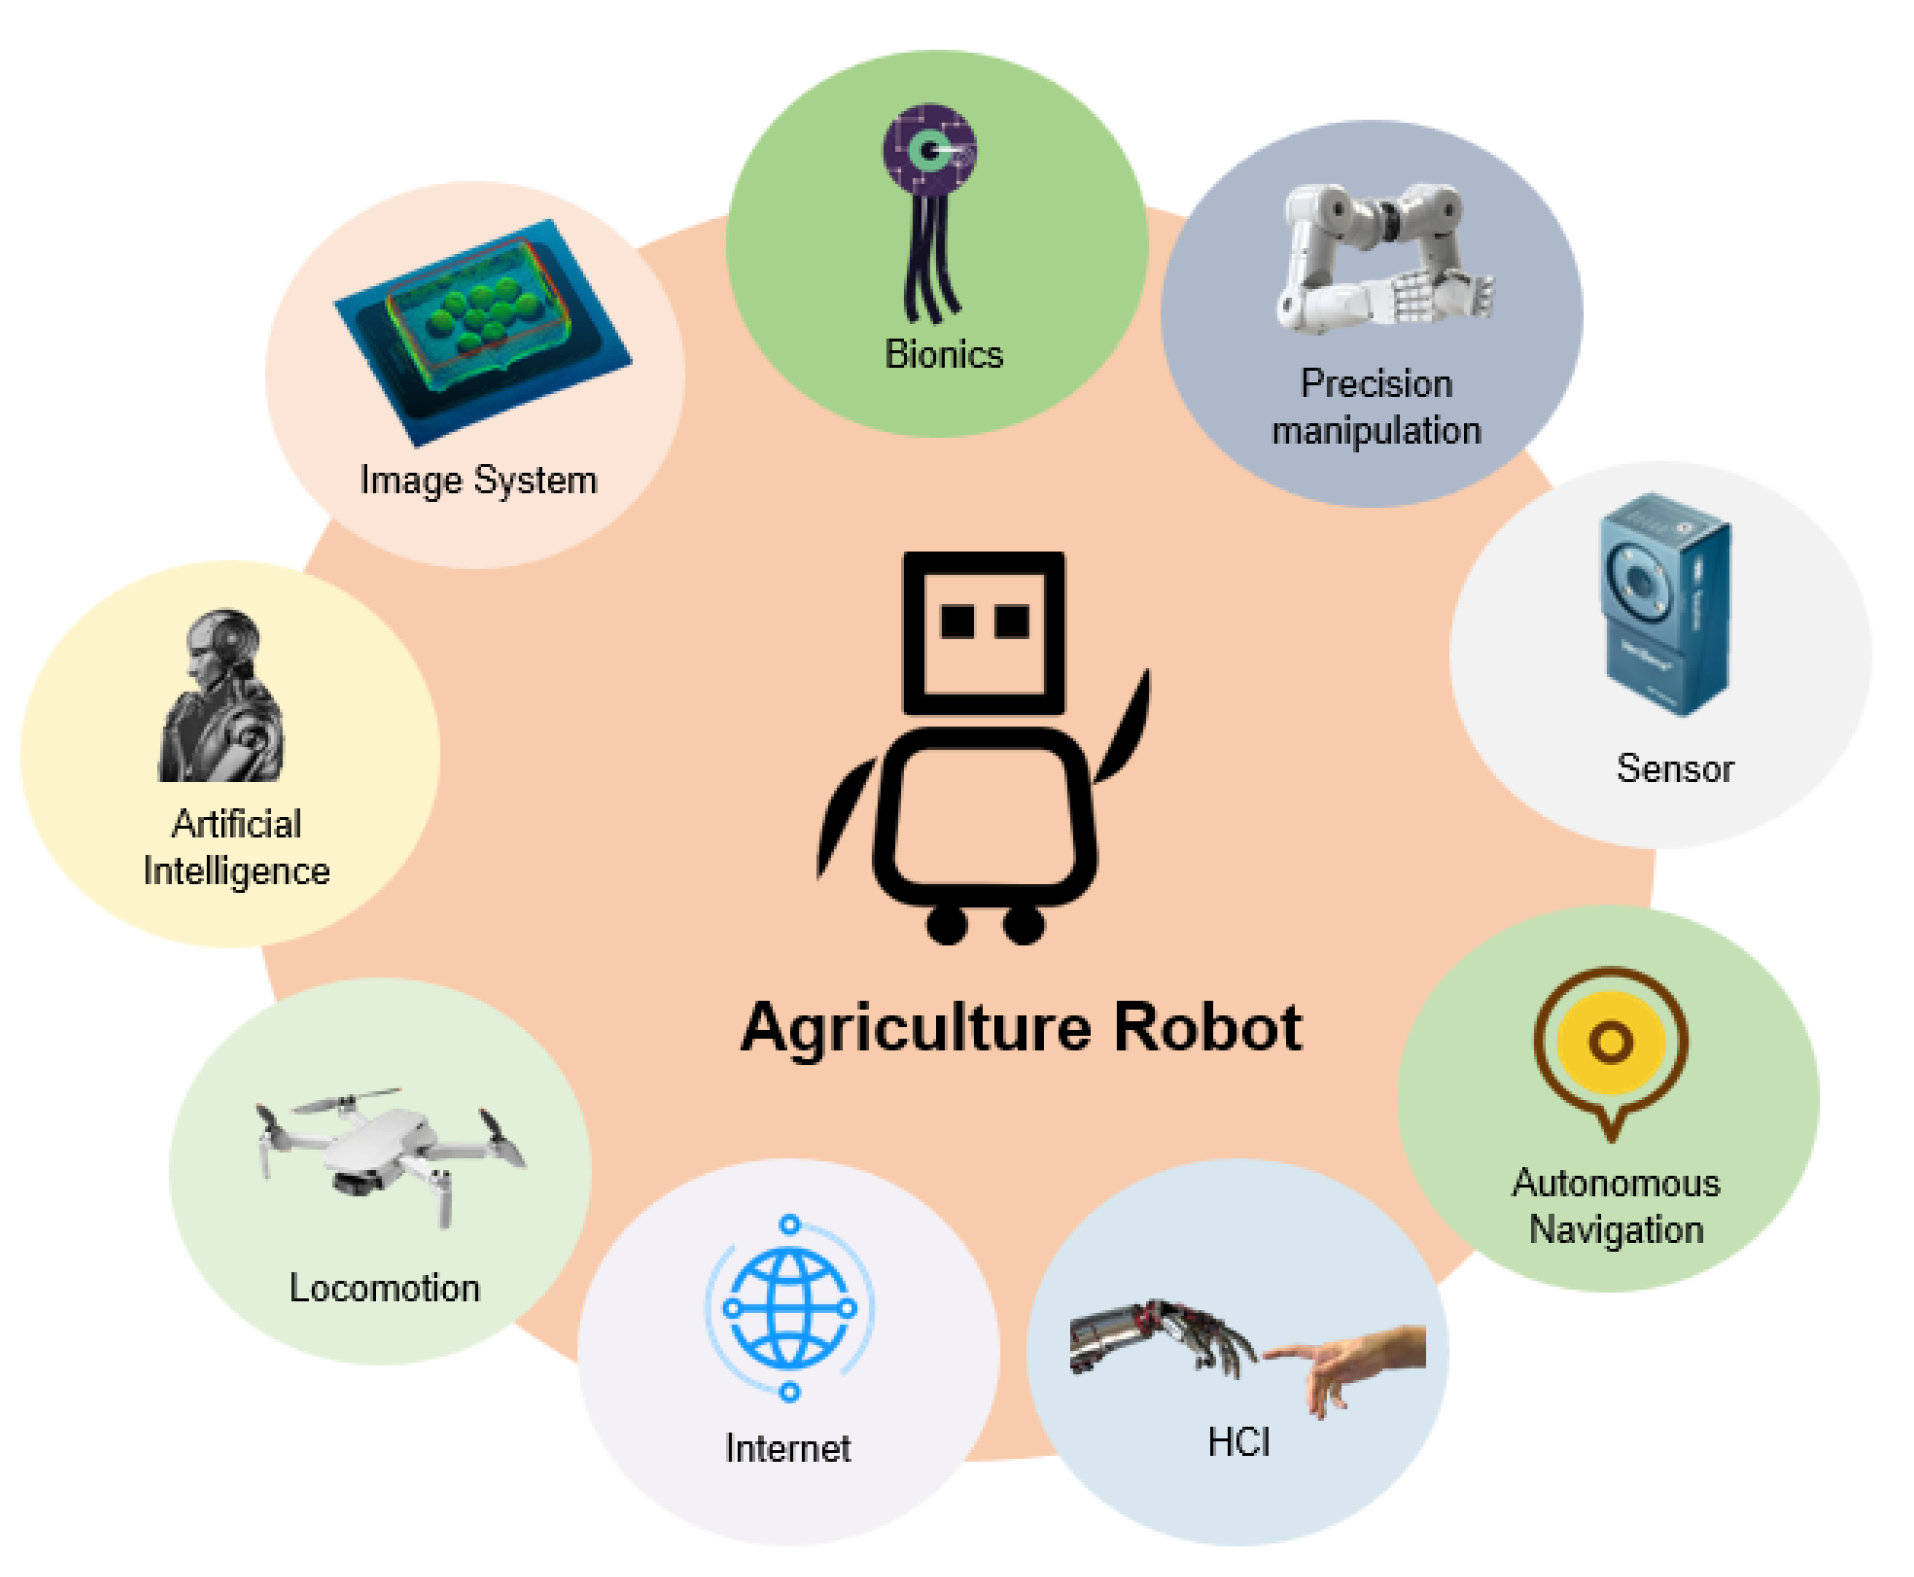 Bionics
Precision
manipulation
Image System
Sensor
Artificial
Intelligence
Agriculture Robot
Autonomous
Navigation
Locomotion
Internet
HCI